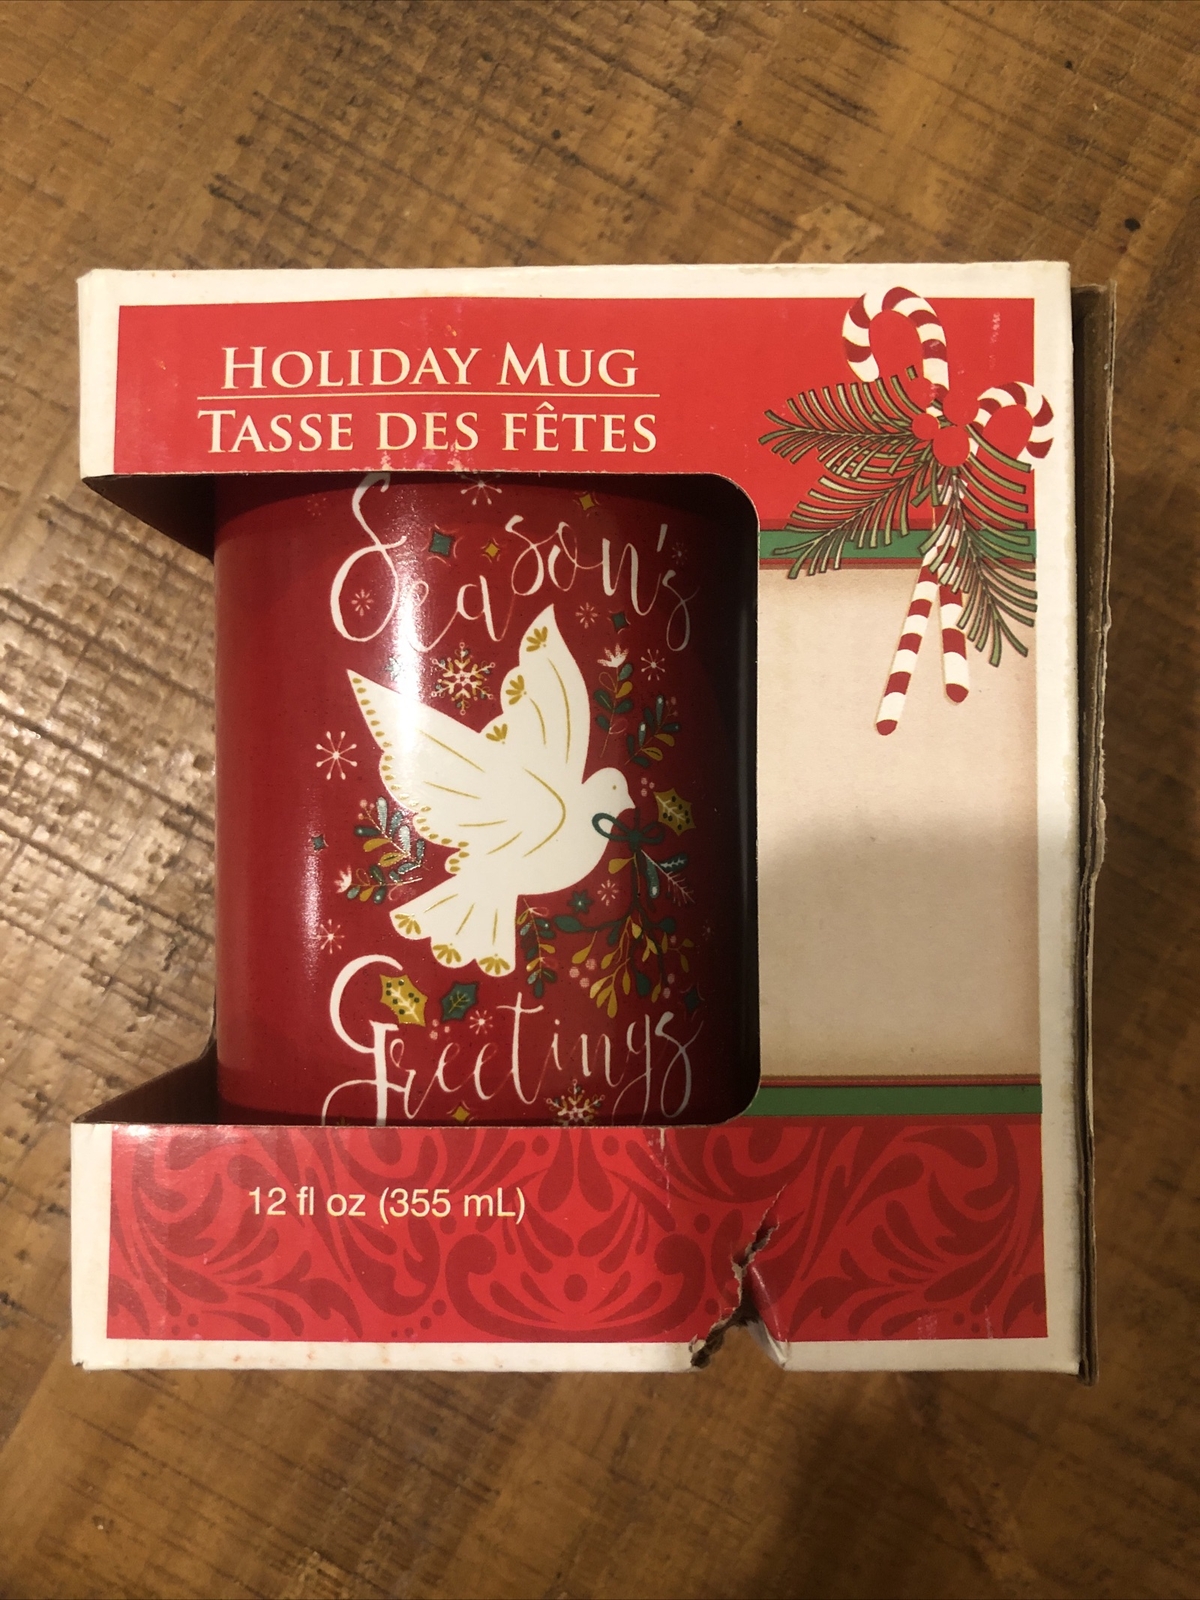 HOLIDAY MUG
TASSE DES FÊTES
Season's
Greetings
12 fl oz (355 mL)